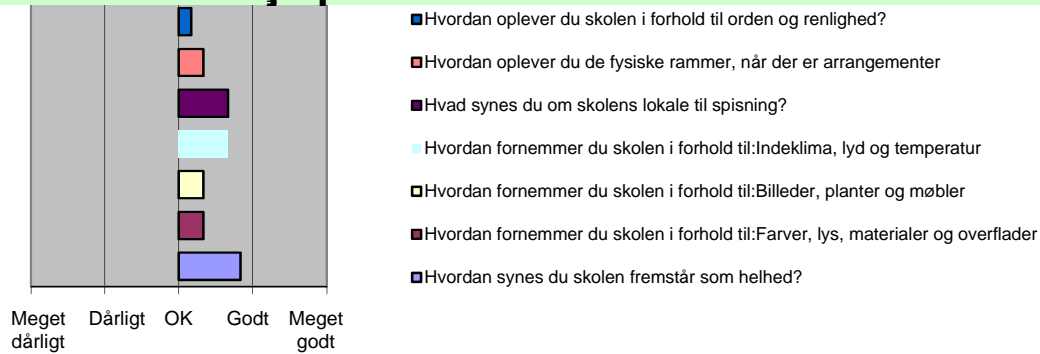 Hvordan oplever du skolen i forhold til orden og renlighed?
Hvordan oplever du de fysiske rammer, når der er arrangementer
Hvad synes du om skolens lokale til spisning?
Hvordan fornemmer du skolen i forhold til:Indeklima, lyd og temperatur
Hvordan fornemmer du skolen i forhold til:Billeder, planter og møbler
Hvordan fornemmer du skolen i forhold til:Farver, lys, materialer og overflader
Hvordan synes du skolen fremstår som helhed?
Meget dårligt
Dårligt
OK
Godt
Meget godt